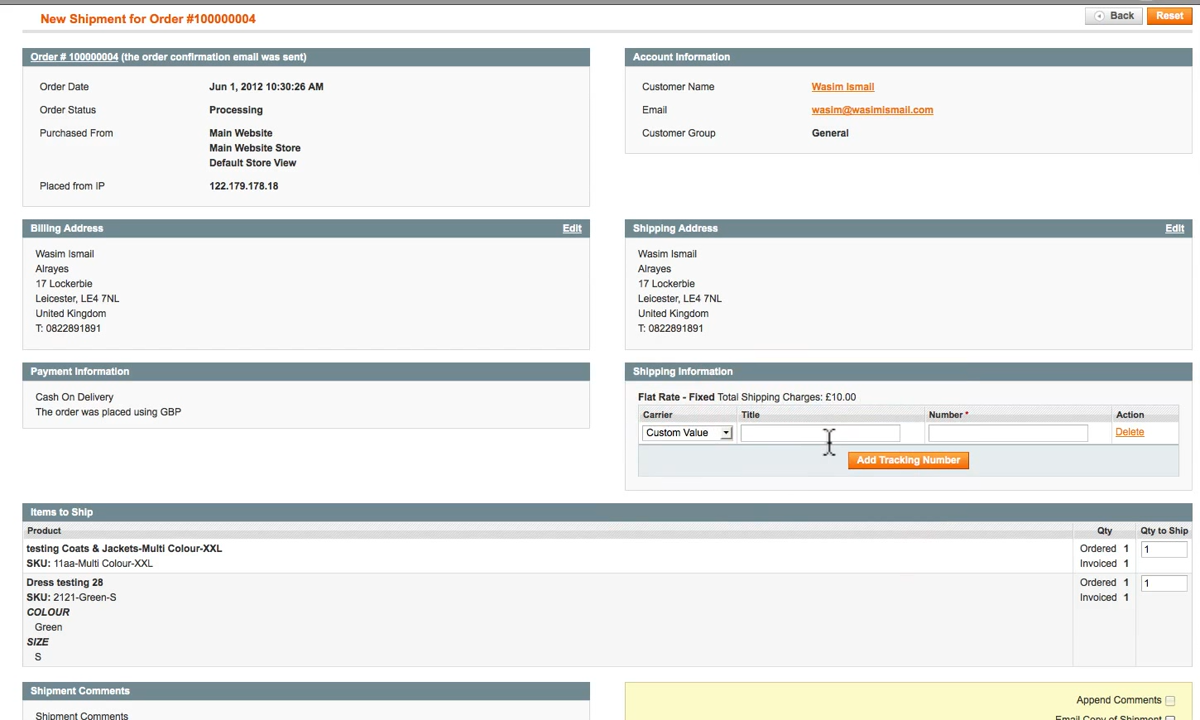 New Shipment for Order #100000004
Back
Reset
Order # 100000004 (the order confirmation email was sent)
Order Date Jun 1, 2012 10:30:26 AM
Order Status Processing
Purchased From Main Website
Main Website Store
Default Store View
Placed from IP 122.179.178.18
Account Information
Customer Name Wasim Ismail
Email wasim@wasimismail.com
Customer Group General
Billing Address Edit
Wasim Ismail
Alrayes
17 Lockerbie
Leicester, LE4 7NL
United Kingdom
T: 0822891891
Shipping Address Edit
Wasim Ismail
Alrayes
17 Lockerbie
Leicester, LE4 7NL
United Kingdom
T: 0822891891
Payment Information
Cash On Delivery
The order was placed using GBP
Shipping Information
Flat Rate - Fixed Total Shipping Charges: £10.00
Carrier Title Number * Action
Custom Value Delete
Add Tracking Number
Items to Ship
Product Qty Qty to Ship
testing Coats & Jackets-Multi Colour-XXL Ordered 1 1
SKU: 11aa-Multi Colour-XXL Invoiced 1
Dress testing 28 Ordered 1 1
SKU: 2121-Green-S Invoiced 1
COLOUR
Green
SIZE
S
Shipment Comments
Shipment Comments
Append Comments
Email Copy of Shipment